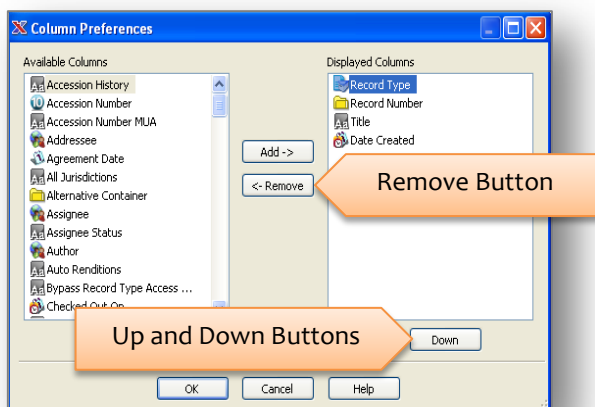 Column Preferences
Available Columns
Accession History
Accession Number
Accession Number MUA
Addressee
Agreement Date
All Jurisdictions
Alternative Container
Assignee
Assignee Status
Author
Auto Renditions
Bypass Record Type Access ...
Checked Out On
Add ->
<- Remove
Displayed Columns
Record Type
Record Number
Title
Date Created
Remove Button
Up and Down Buttons
Down
OK
Cancel
Help